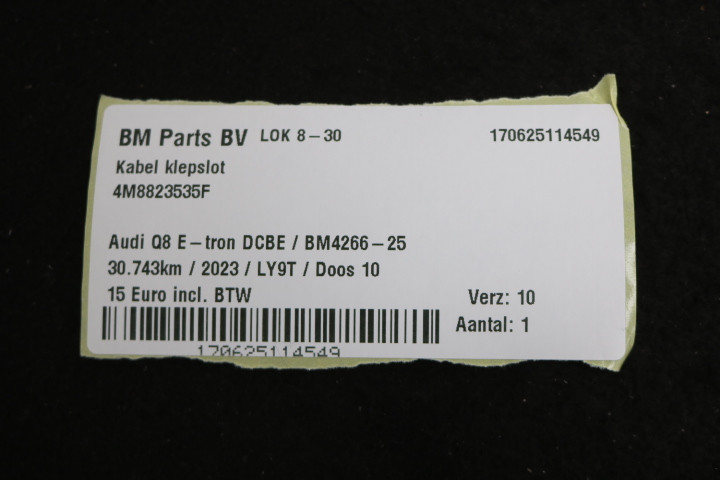 BM Parts BV LOK 8-30 170625114549
Kabel klepslot
4M8823535F
Audi Q8 E-tron DCBE / BM4266-25
30.743km / 2023 / LY9T / Doos 10
15 Euro incl. BTW Verz: 10
Aantal: 1
170625114549